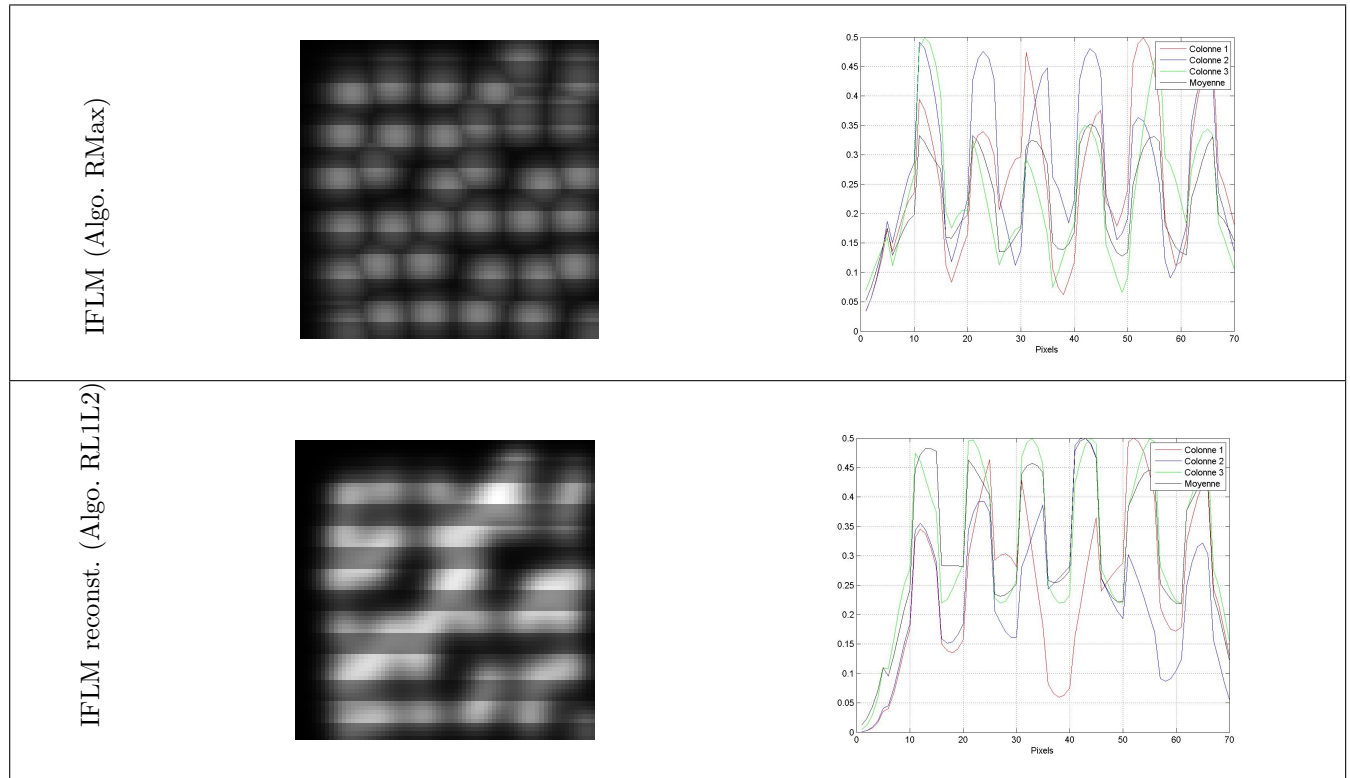 IFLM (Algo. RMax)
0.5
0.45
0.4
0.35
0.3
0.25
0.2
0.15
0.1
0.05
0
0 10 20 30 40 50 60 70
Pixels
Colonne 1
Colonne 2
Colonne 3
Moyenne
IFLM reconst. (Algo. RL1L2)
0.5
0.45
0.4
0.35
0.3
0.25
0.2
0.15
0.1
0.05
0
0 10 20 30 40 50 60 70
Pixels
Colonne 1
Colonne 2
Colonne 3
Moyenne